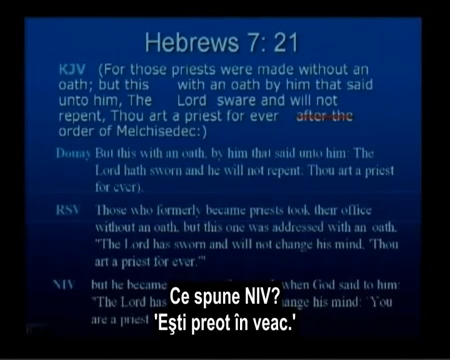 Hebrews 7: 21
KJV (For those priests were made without an
oath; but this with an oath by him that said
unto him, The Lord sware and will not
repent, Thou art a priest for ever after the
order of Melchisedec:)
Douay But this with an oath, by him that said unto him: The
Lord hath sworn and he will not repent: Thou art a priest
for ever).
RSV Those who formerly became priests took their office
without an oath, but this one was addressed with an oath,
"The Lord has sworn and will not change his mind, 'Thou
art a priest for ever.'"
NIV but he became when God said to him:
"The Lord has change his mind: 'You
are a priest
Ce spune NIV?
'Eşti preot în veac.'